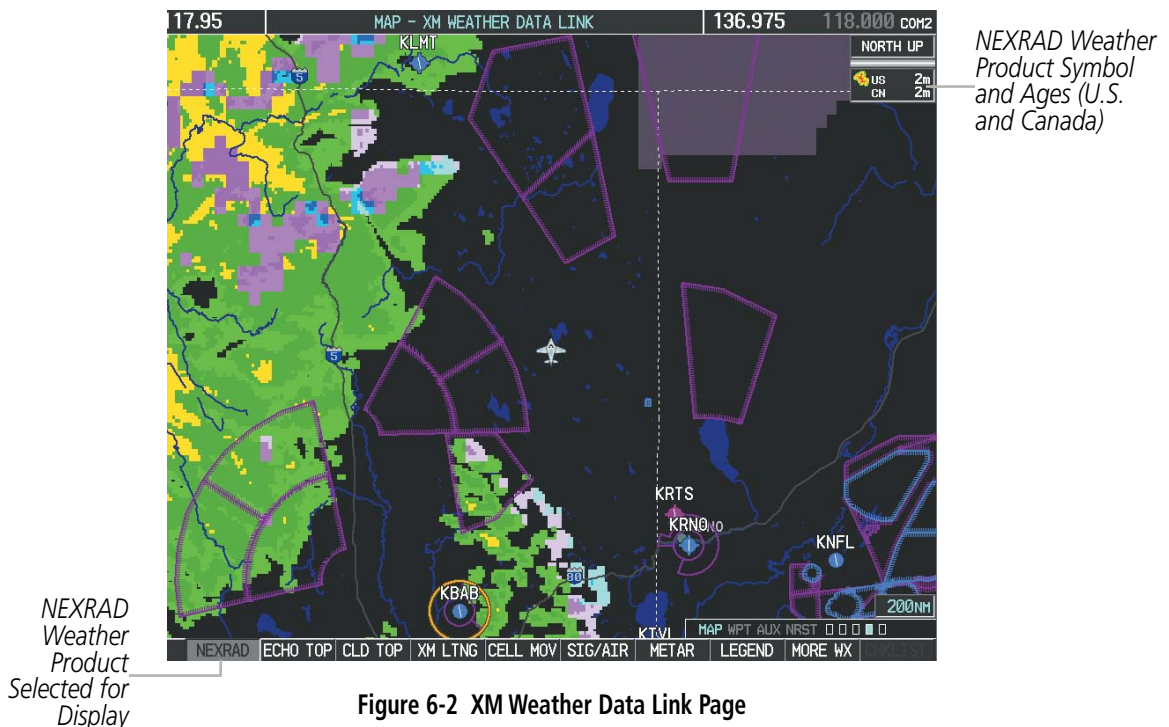 117.95 MAP - XM WEATHER DATA LINK 136.975 118.000 COM2
NORTH UP
US 2m
CN 2m
NEXRAD Weather
Product Symbol
and Ages (U.S.
and Canada)
KLMT
5
5
KRTS
KRNO
KNFL
80
KBAB
KTVL
200NM
MAP WPT AUX NRST
NEXRAD ECHO TOP CLD TOP XM LTNG CELL MOV SIG/AIR METAR LEGEND MORE WX CHKLIST
NEXRAD
Weather
Product
Selected for
Display
Figure 6-2 XM Weather Data Link Page